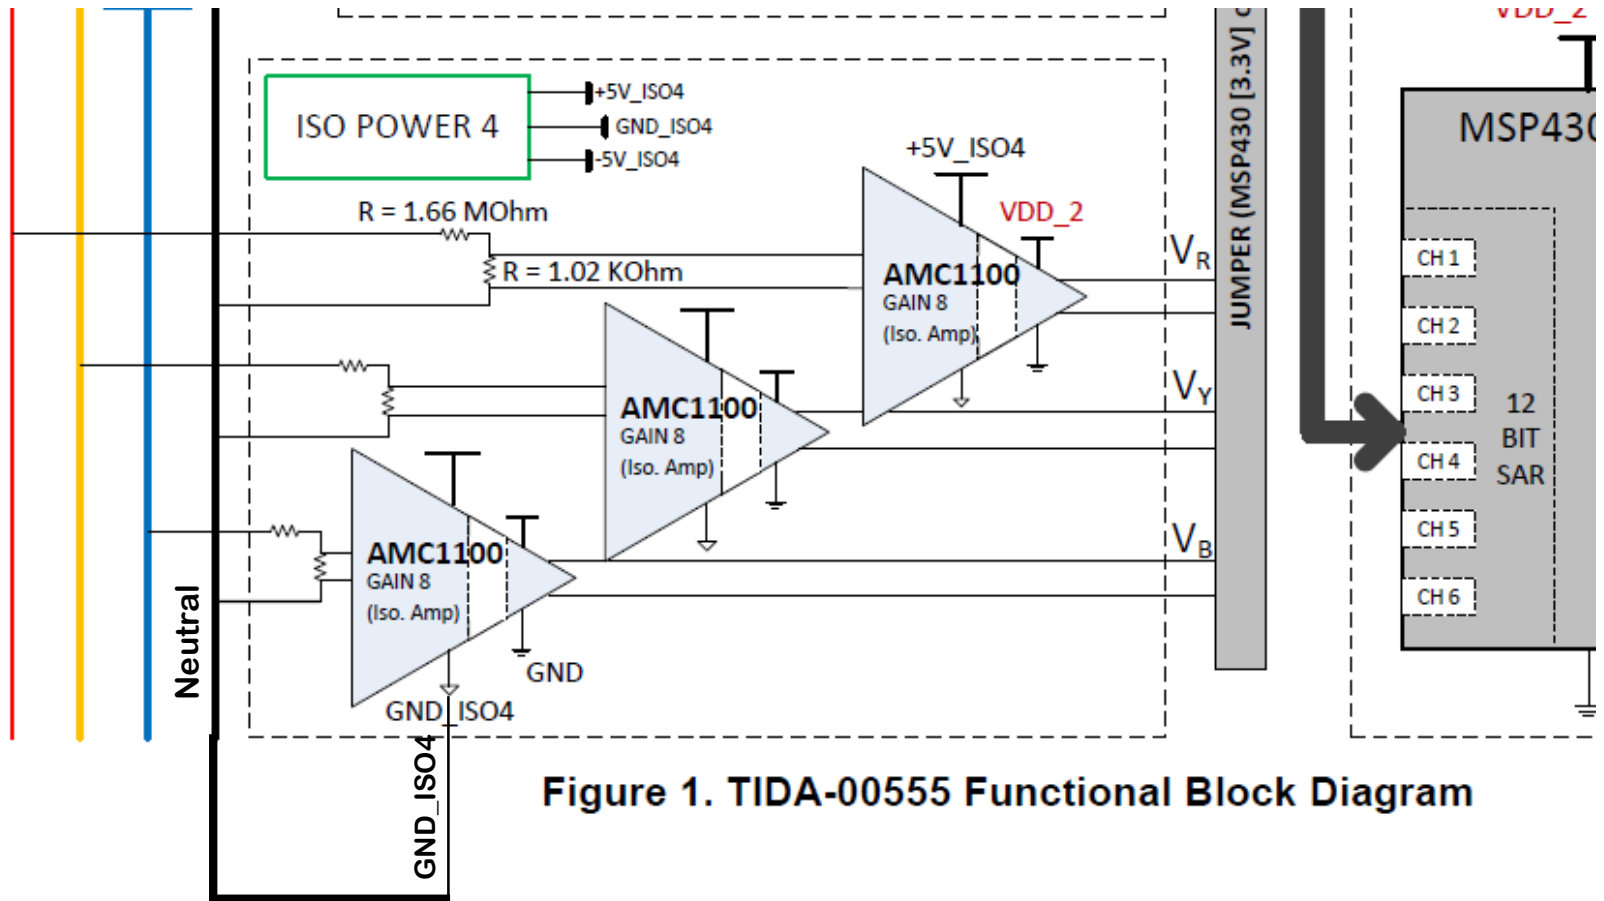 VDD_2
+5V_ISO4
ISO POWER 4
GND_ISO4
-5V_ISO4
MSP430
+5V_ISO4
R = 1.66 MOhm
VDD_2
JUMPER (MSP430 [3.3V]
VR
CH 1
R = 1.02 KOhm
AMC1100
GAIN 8
(Iso. Amp)
CH 2
VY
CH 3
12
BIT
SAR
AMC1100
GAIN 8
(Iso. Amp)
CH 4
VB
CH 5
AMC1100
GAIN 8
(Iso. Amp)
CH 6
Neutral
GND
GND_ISO4
GND_ISO4
Figure 1. TIDA-00555 Functional Block Diagram